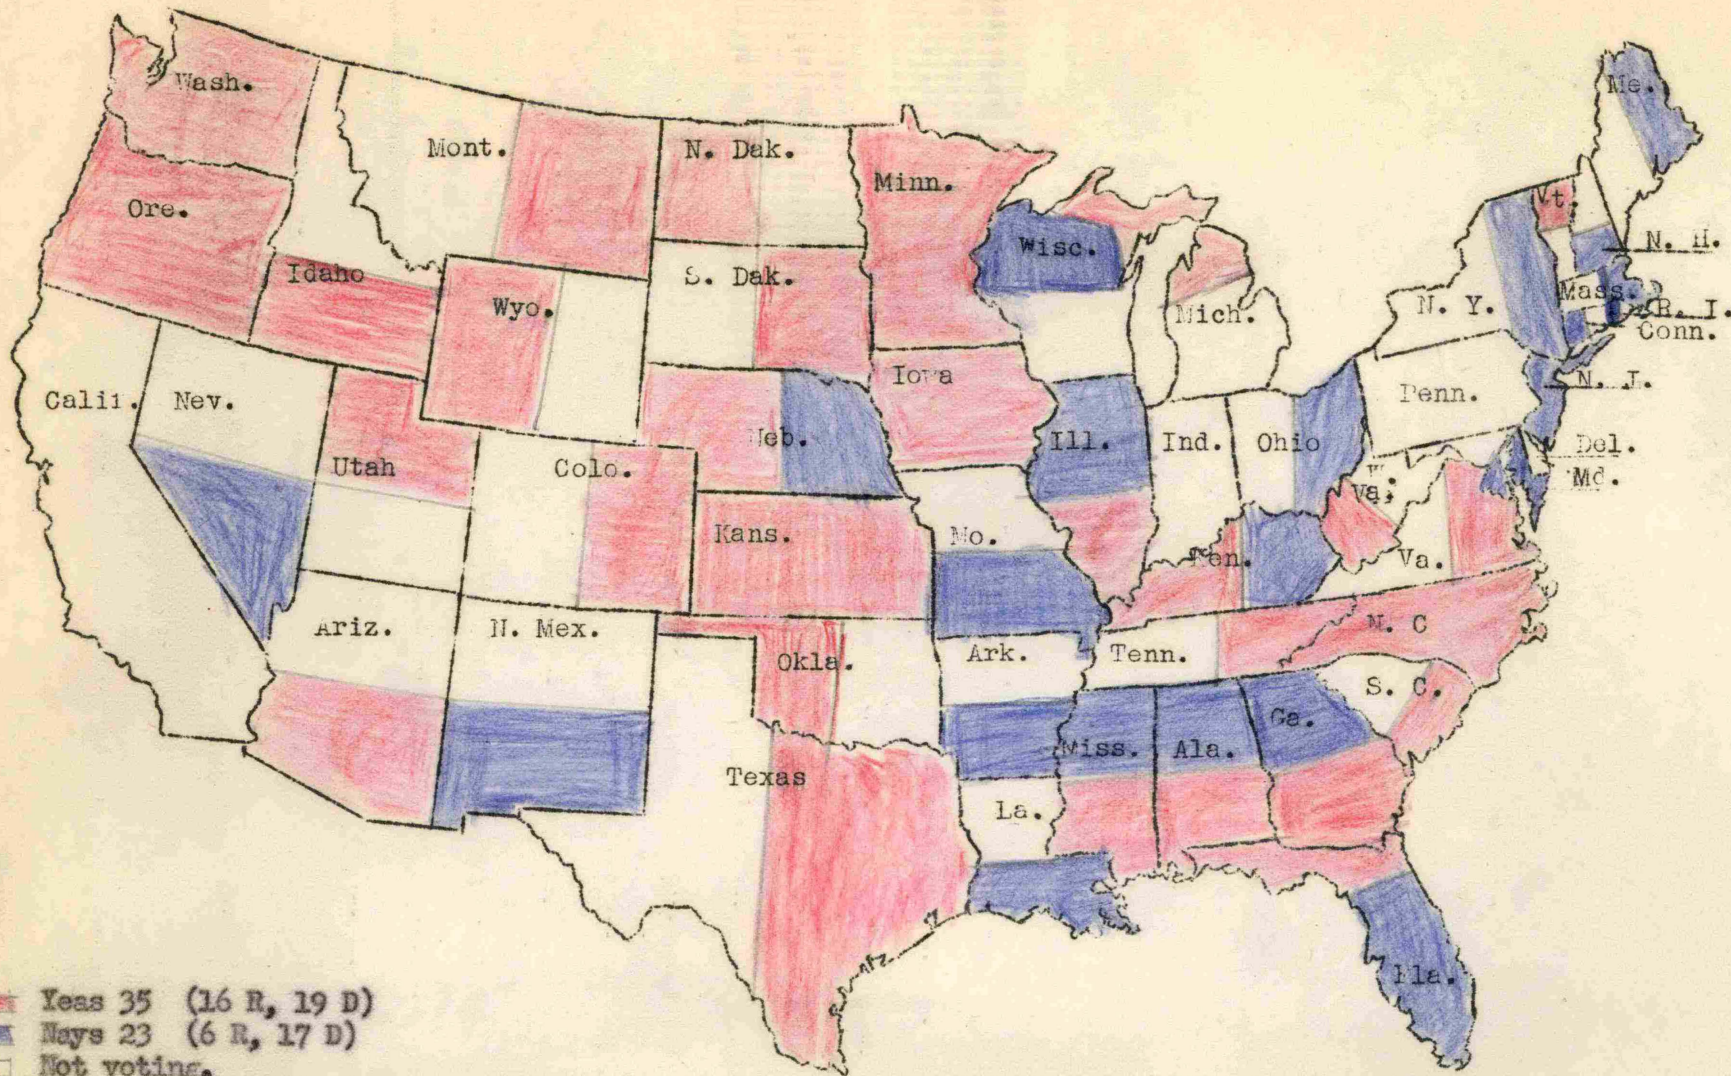 Wash.
Mont.
N. Dak.
Minn.
Me.
Ore.
Vt.
Wisc.
N. H.
Idaho
Wyo.
S. Dak.
Mich.
N. Y.
Mass.
R. I.
Conn.
Iowa
Penn.
N. J.
Calif.
Nev.
Utah
Colo.
Neb.
Ill.
Ind.
Ohio
Del.
Md.
W.
Va.
Kans.
Mo.
Ken.
Va.
Ariz.
N. Mex.
Okla.
Ark.
Tenn.
N. C
S. C.
Texas
Miss.
Ala.
Ga.
La.
Fla.
Yeas 35 (16 R, 19 D)
Nays 23 (6 R, 17 D)
Not voting.